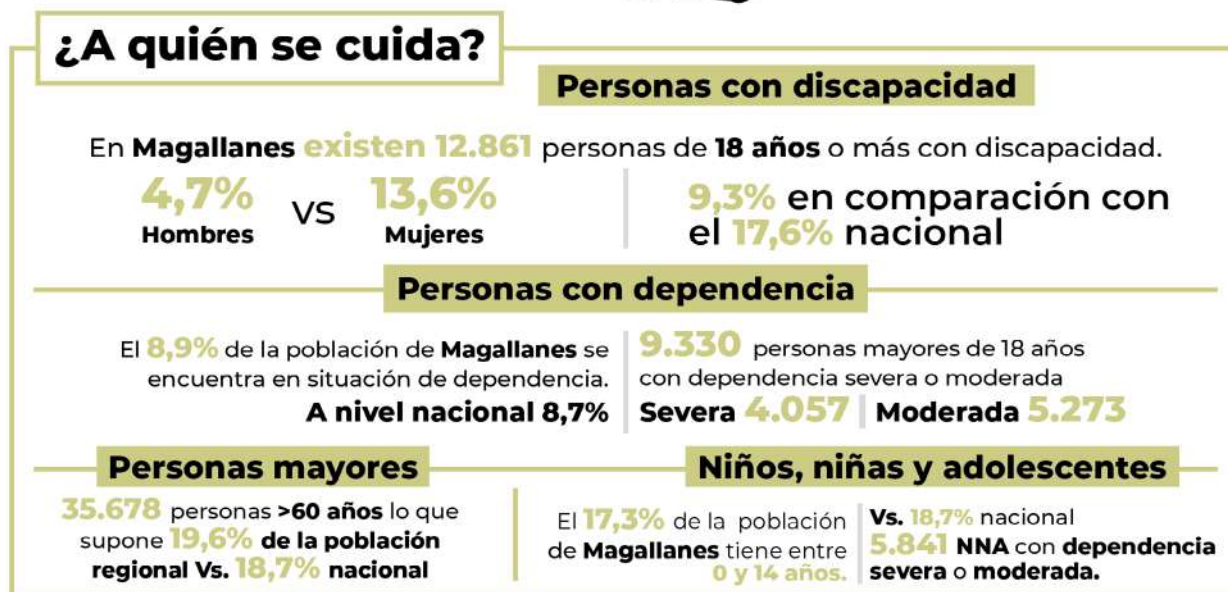 ¿A quién se cuida?
Personas con discapacidad
En Magallanes existen 12.861 personas de 18 años o más con discapacidad.
4,7% vs 13,6%
Hombres Mujeres
9,3% en comparación con
el 17,6% nacional
Personas con dependencia
El 8,9% de la población de Magallanes se
encuentra en situación de dependencia.
A nivel nacional 8,7%
9.330 personas mayores de 18 años
con dependencia severa o moderada
Severa 4.057 Moderada 5.273
Personas mayores
35.678 personas >60 años lo que
supone 19,6% de la población
regional Vs. 18,7% nacional
Niños, niñas y adolescentes
El 17,3% de la población
de Magallanes tiene entre
0 y 14 años.
Vs. 18,7% nacional
5.841 NNA con dependencia
severa o moderada.